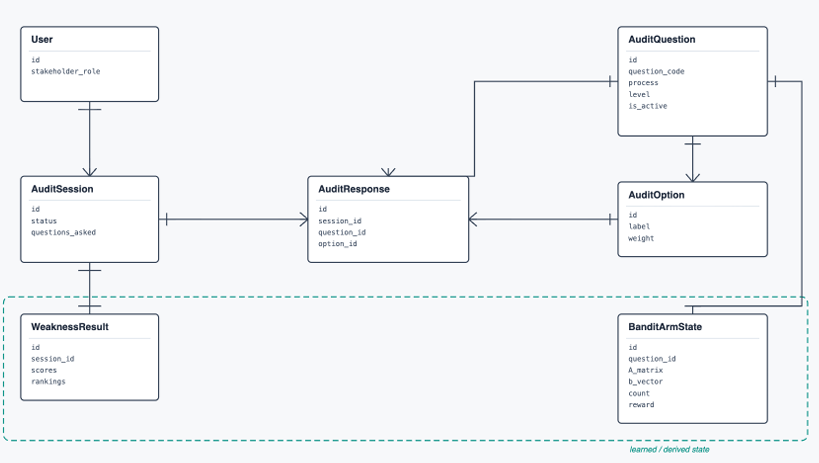 User
id
stakeholder_role
AuditQuestion
id
question_code
process
level
is_active
AuditSession
id
status
questions_asked
AuditResponse
id
session_id
question_id
option_id
AuditOption
id
label
weight
WeaknessResult
id
session_id
scores
rankings
BanditArmState
id
question_id
A_matrix
b_vector
count
reward
learned / derived state